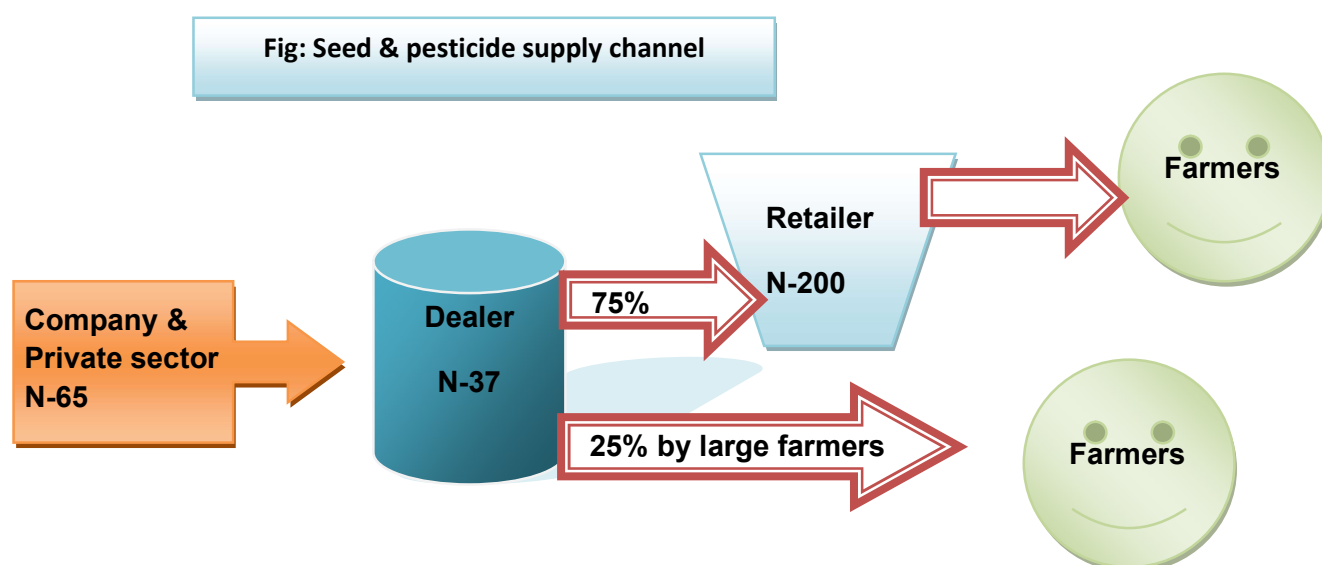 Fig: Seed & pesticide supply channel
Farmers
Retailer
N-200
75%
Company &
Private sector
N-65
Dealer
N-37
25% by large farmers
Farmers